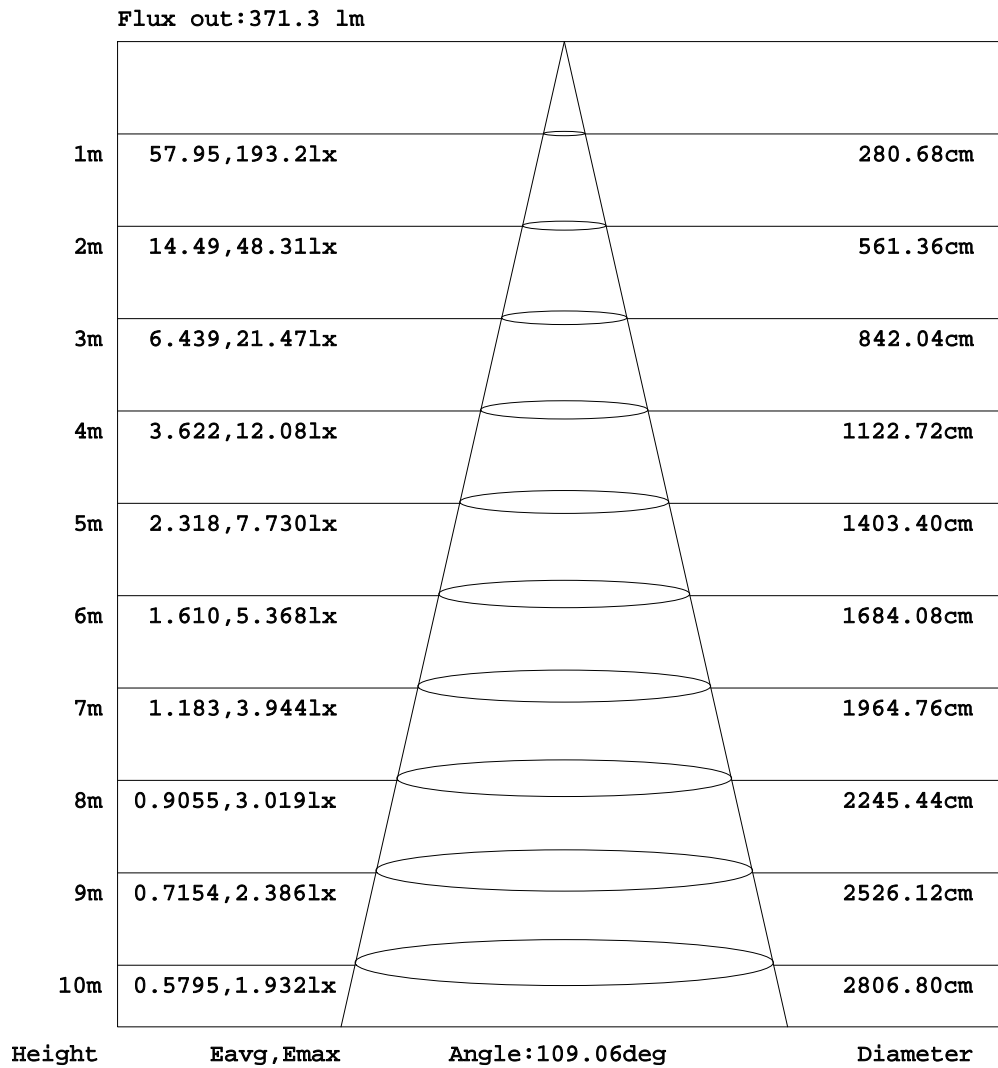 Flux out:371.3 lm
1m 57.95,193.2lx 280.68cm
2m 14.49,48.31lx 561.36cm
3m 6.439,21.47lx 842.04cm
4m 3.622,12.08lx 1122.72cm
5m 2.318,7.730lx 1403.40cm
6m 1.610,5.368lx 1684.08cm
7m 1.183,3.944lx 1964.76cm
8m 0.9055,3.019lx 2245.44cm
9m 0.7154,2.386lx 2526.12cm
10m 0.5795,1.932lx 2806.80cm
Height Eavg,Emax Angle:109.06deg Diameter